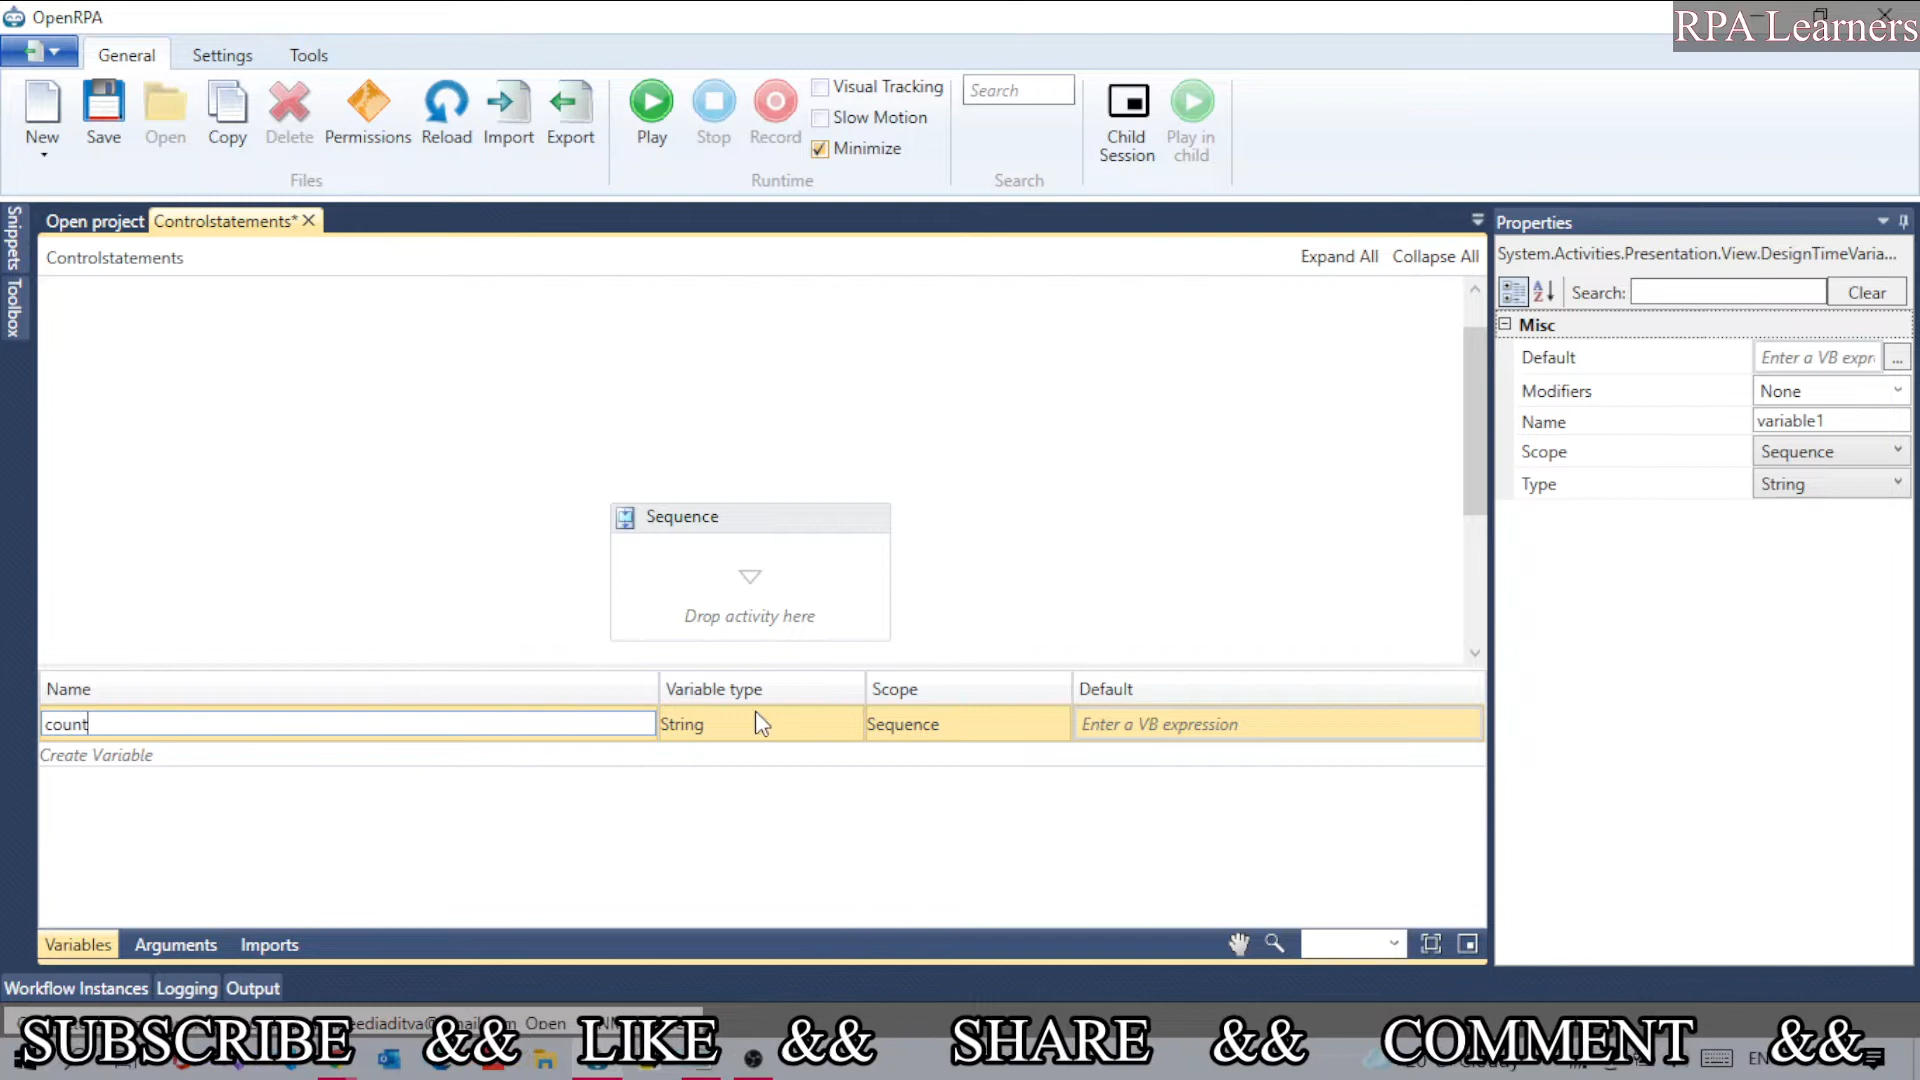 OpenRPA
RPA Learners
General Settings Tools
New Save Open Copy Delete Permissions Reload Import Export
Files
Play Stop Record
Visual Tracking
Slow Motion
Minimize
Runtime
Search
Search
Child Session
Play in child
Snippets
Toolbox
Open project Controlstatements*
Controlstatements Expand All Collapse All
Sequence
Drop activity here
Name Variable type Scope Default
count String Sequence Enter a VB expression
Create Variable
Variables Arguments Imports
Properties
System.Activities.Presentation.View.DesignTimeVaria...
Search: Clear
Misc
Default Enter a VB expr ...
Modifiers None
Name variable1
Scope Sequence
Type String
Workflow Instances Logging Output
SUBSCRIBE && LIKE && SHARE && COMMENT &&
Open